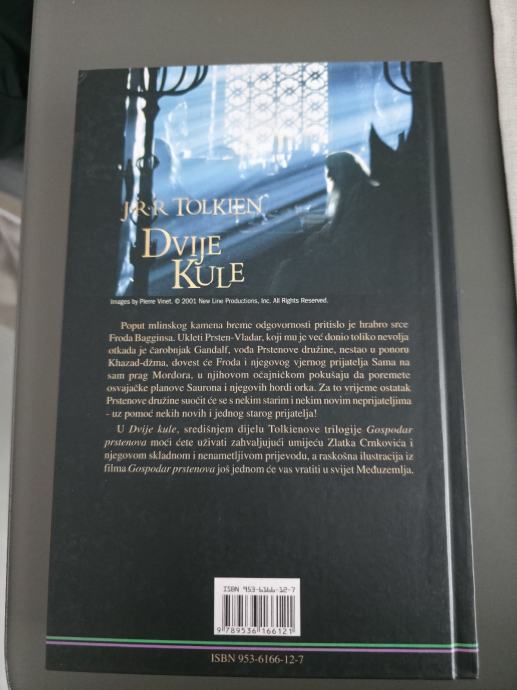 J·R·R TOLKIEN
DVIJE
KULE
Images by Pierre Vinet. © 2001 New Line Productions, Inc. All Rights Reserved.
Poput mlinskog kamena breme odgovornosti pritislo je hrabro srce
Froda Bagginsa. Ukleti Prsten-Vladar, koji mu je već donio toliko nevolja
otkada je čarobnjak Gandalf, vođa Prstenove družine, nestao u ponoru
Khazad-džma, dovest će Froda i njegovog vjernog prijatelja Sama na
sam prag Mordora, u njihovom očajničkom pokušaju da poremete
osvajačke planove Saurona i njegovih hordi orka. Za to vrijeme ostatak
Prstenove družine suočit će se s nekim starim i nekim novim neprijateljima
- uz pomoć nekih novih i jednog starog prijatelja!
U Dvije kule, središnjem dijelu Tolkienove trilogije Gospodar
prstenova moći ćete uživati zahvaljujući umijeću Zlatka Crnkovića i
njegovom skladnom i nenametljivom prijevodu, a raskošna ilustracija iz
filma Gospodar prstenova još jednom će vas vratiti u svijet Međuzemlja.
ISBN 953-6166-12-7
9 789536 166121
ISBN 953-6166-12-7